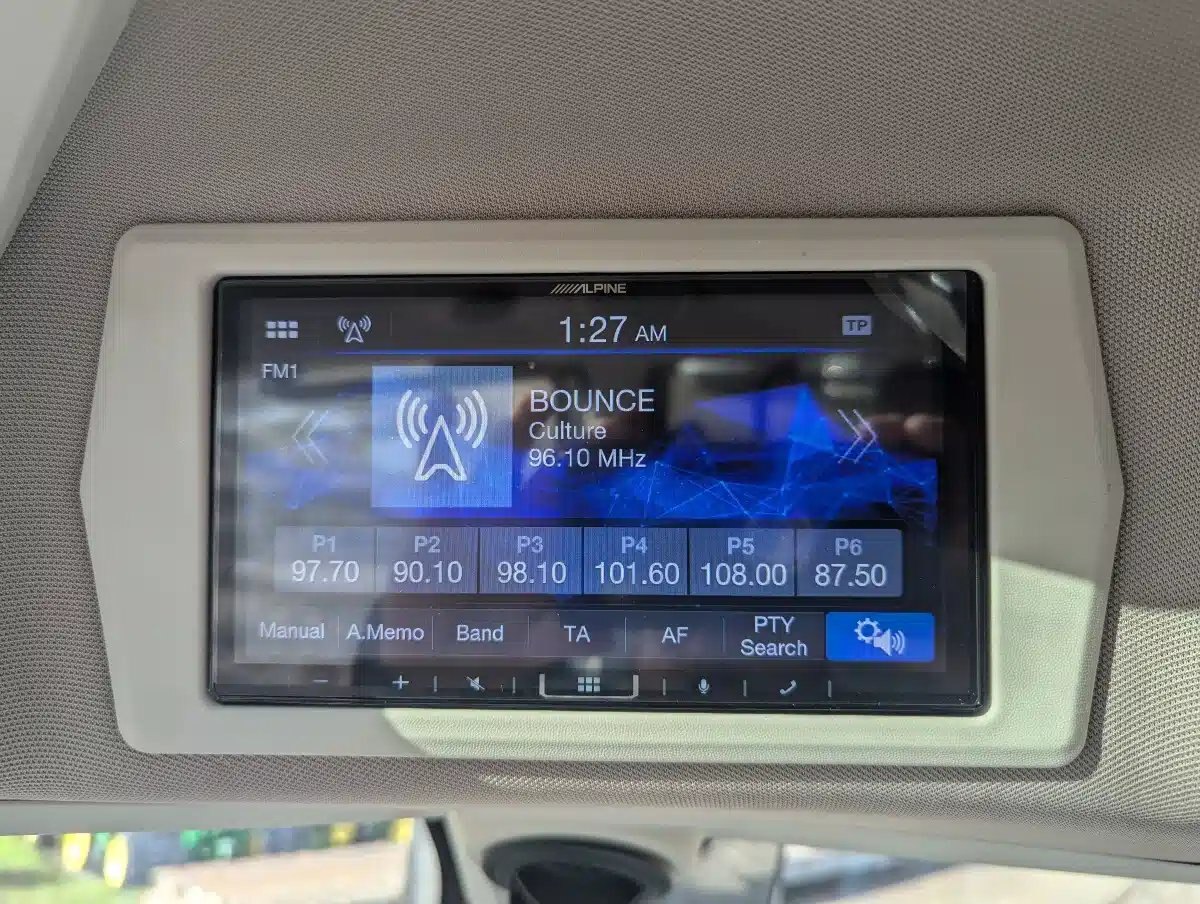 ALPINE
1:27 AM
TP
FM1
BOUNCE
Culture
96.10 MHz
P1 P2 P3 P4 P5 P6
97.70 90.10 98.10 101.60 108.00 87.50
Manual A.Memo Band TA AF PTY Search